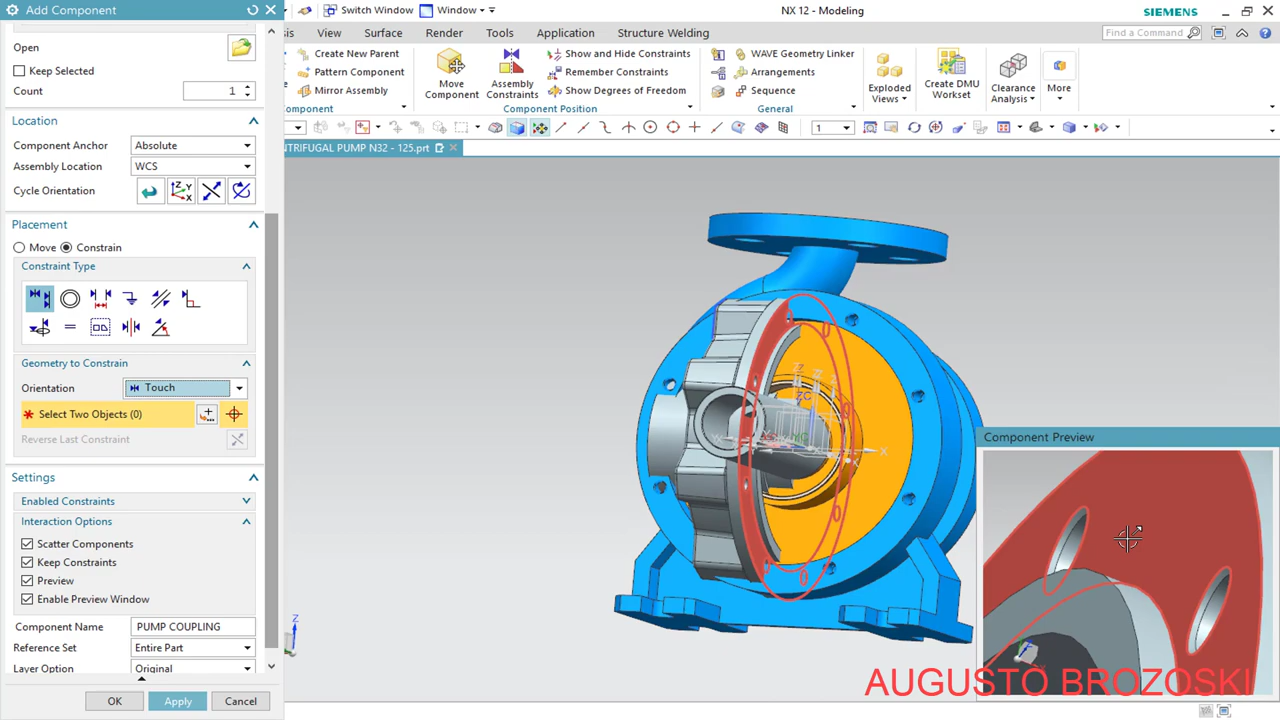 Add Component
Switch Window
Window
NX 12 - Modeling
SIEMENS
View
Surface
Render
Tools
Application
Structure Welding
Find a Command
Open
Keep Selected
Count
1
Create New Parent
Pattern Component
Mirror Assembly
Move Component
Assembly Constraints
Show and Hide Constraints
Remember Constraints
Show Degrees of Freedom
Component Position
WAVE Geometry Linker
Arrangements
Sequence
General
Exploded Views
Create DMU Workset
Clearance Analysis
More
1
NTRIFUGAL PUMP N32 - 125.prt
Location
Component Anchor
Absolute
Assembly Location
WCS
Cycle Orientation
Placement
Move
Constrain
Constraint Type
Geometry to Constrain
Orientation
Touch
* Select Two Objects (0)
Reverse Last Constraint
Settings
Enabled Constraints
Interaction Options
Scatter Components
Keep Constraints
Preview
Enable Preview Window
Component Name
PUMP COUPLING
Reference Set
Entire Part
Layer Option
Original
OK
Apply
Cancel
Component Preview
AUGUSTO BROZOSKI